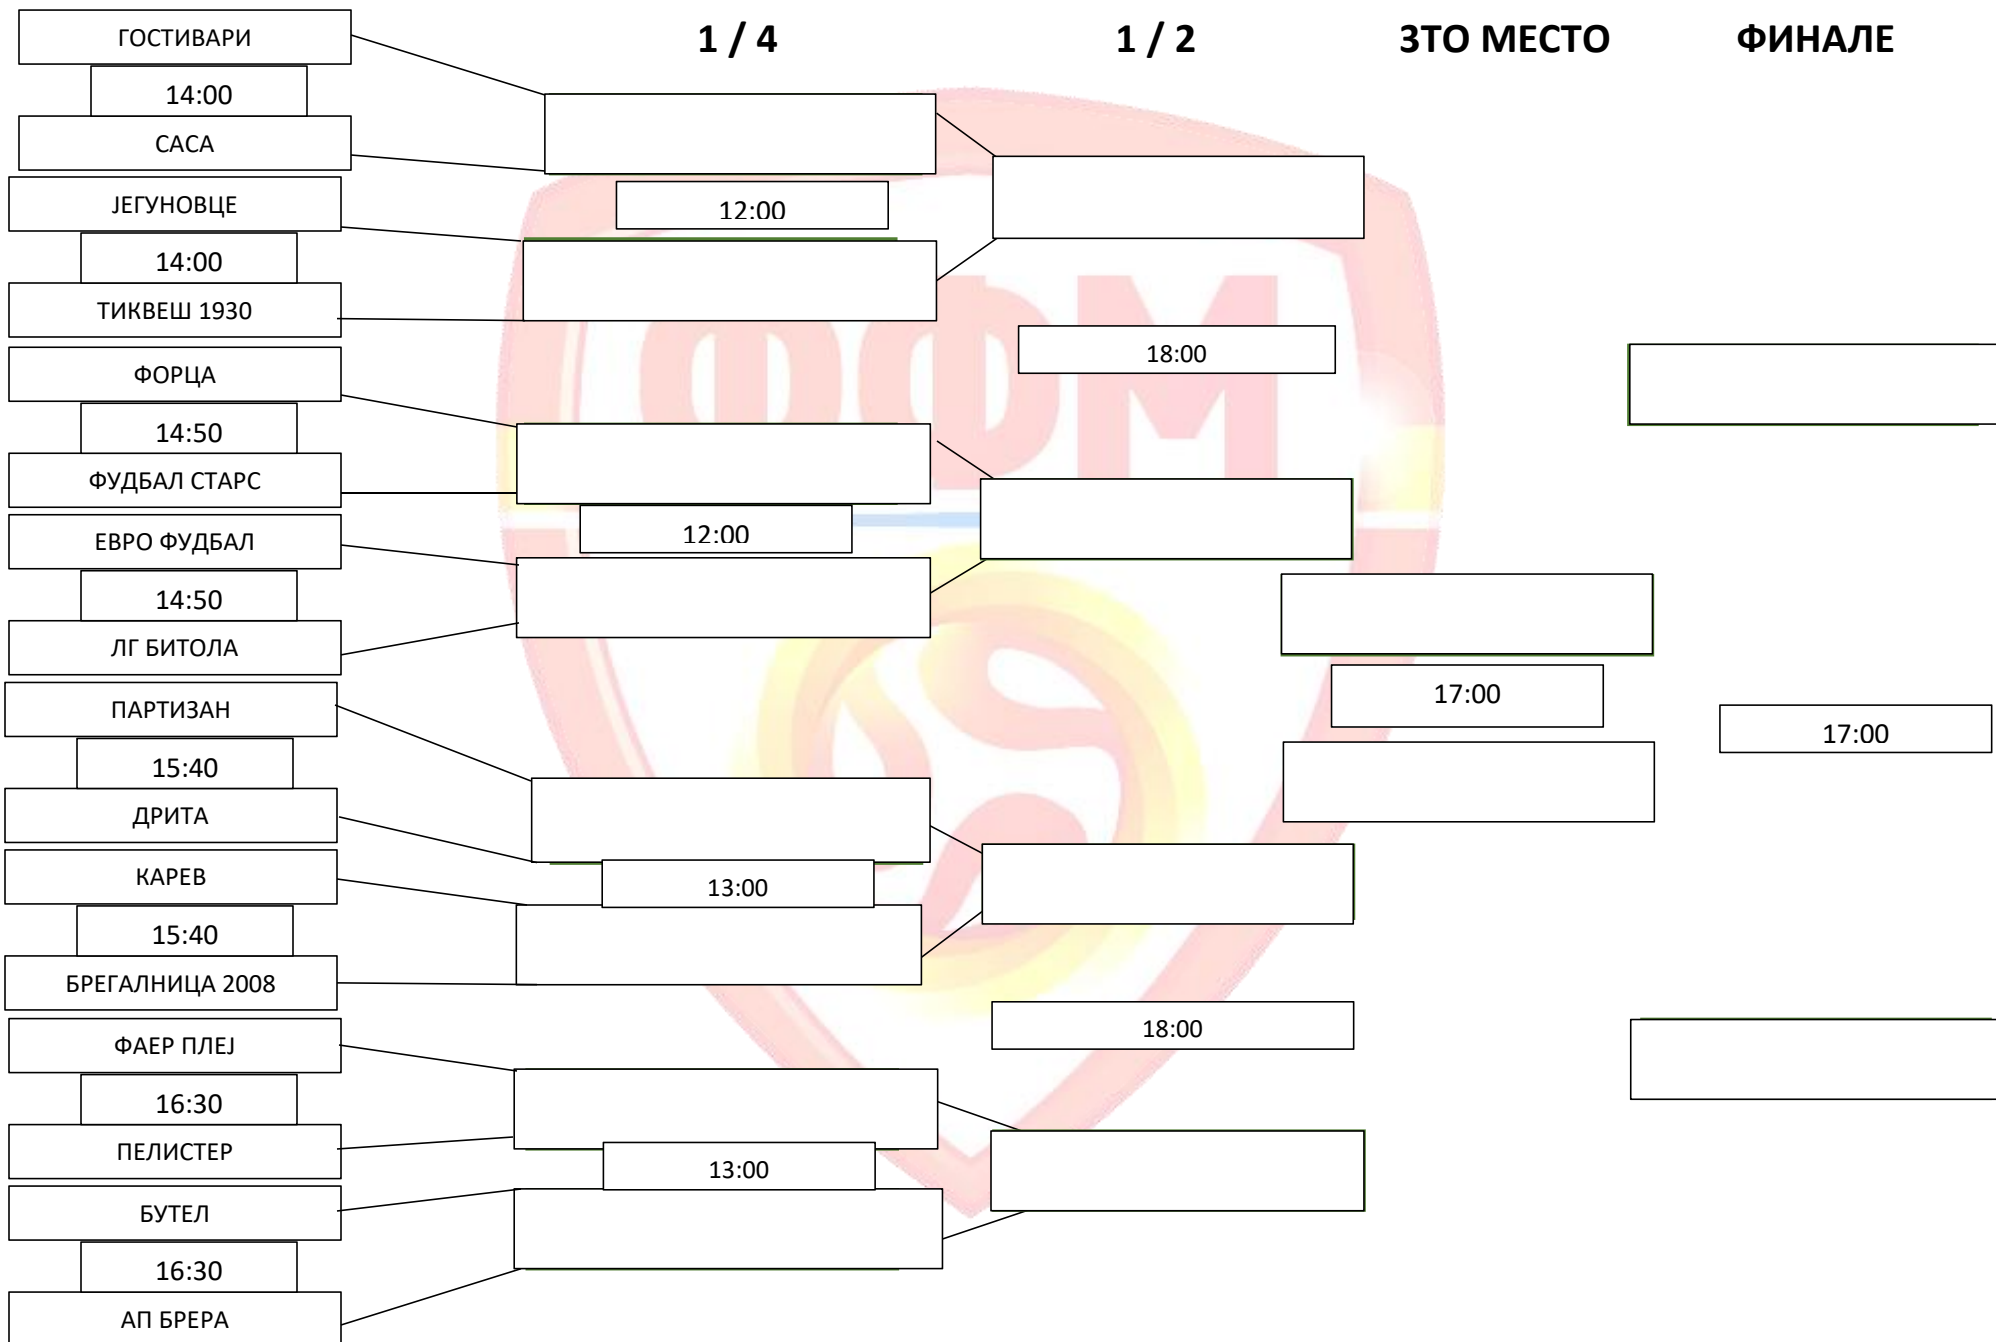 1 / 4
1 / 2
3ТО МЕСТО
ФИНАЛЕ
ГОСТИВАРИ
14:00
САСА
ЈЕГУНОВЦЕ
14:00
ТИКВЕШ 1930
ФОРЦА
14:50
ФУДБАЛ СТАРС
ЕВРО ФУДБАЛ
14:50
ЛГ БИТОЛА
ПАРТИЗАН
15:40
ДРИТА
КАРЕВ
15:40
БРЕГАЛНИЦА 2008
ФАЕР ПЛЕЈ
16:30
ПЕЛИСТЕР
БУТЕЛ
16:30
АП БРЕРА
12:00
12:00
13:00
13:00
18:00
18:00
17:00
17:00
ФФМ